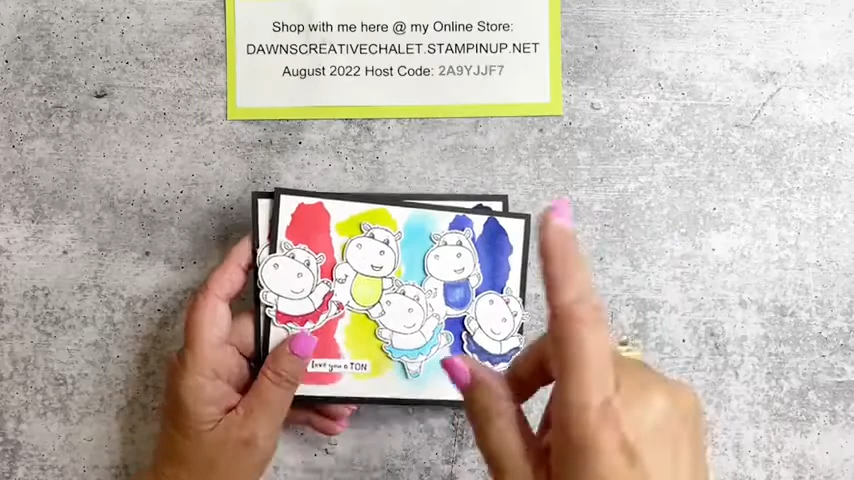 Shop with me here @ my Online Store:
DAWNSCREATIVECHALET.STAMPINUP.NET
August 2022 Host Code: 2A9YJJF7
love you a TON